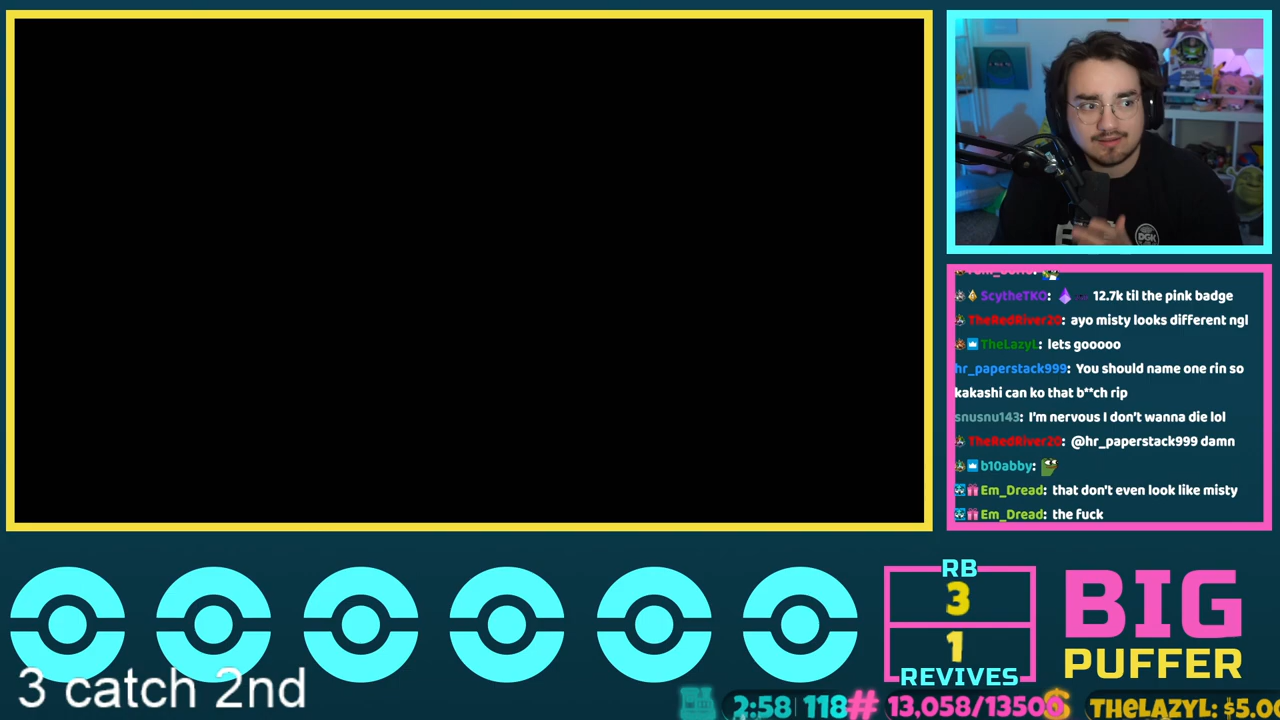 ScytheTKO: 12.7k til the pink badge
TheRedRiver20: ayo misty looks different ngl
TheLazyL: lets gooooo
hr_paperstack999: You should name one rin so
kakashi can ko that b**ch rip
snusnu143: I'm nervous I don't wanna die lol
TheRedRiver20: @hr_paperstack999 damn
b10abby:
Em_Dread: that don't even look like misty
Em_Dread: the fuck
DGK
RB
3
1
REVIVES
BIG
PUFFER
3 catch 2nd
2:58 118 # 13,058/13500 THELAZYL: $5.00